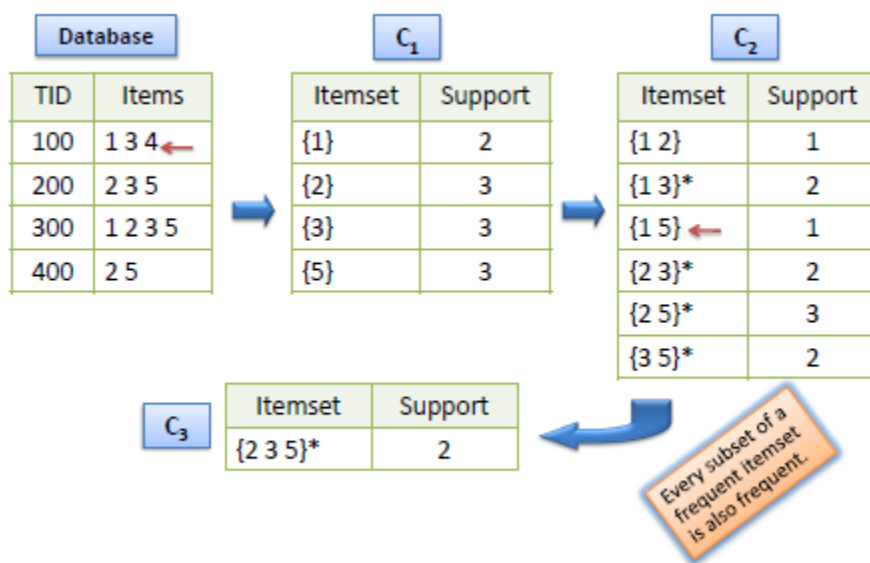 Database
TID Items
100 1 3 4
200 2 3 5
300 1 2 3 5
400 2 5
C1
Itemset Support
{1} 2
{2} 3
{3} 3
{5} 3
C2
Itemset Support
{1 2} 1
{1 3}* 2
{1 5} 1
{2 3}* 2
{2 5}* 3
{3 5}* 2
C3
Itemset Support
{2 3 5}* 2
Every subset of a
frequent itemset
is also frequent.